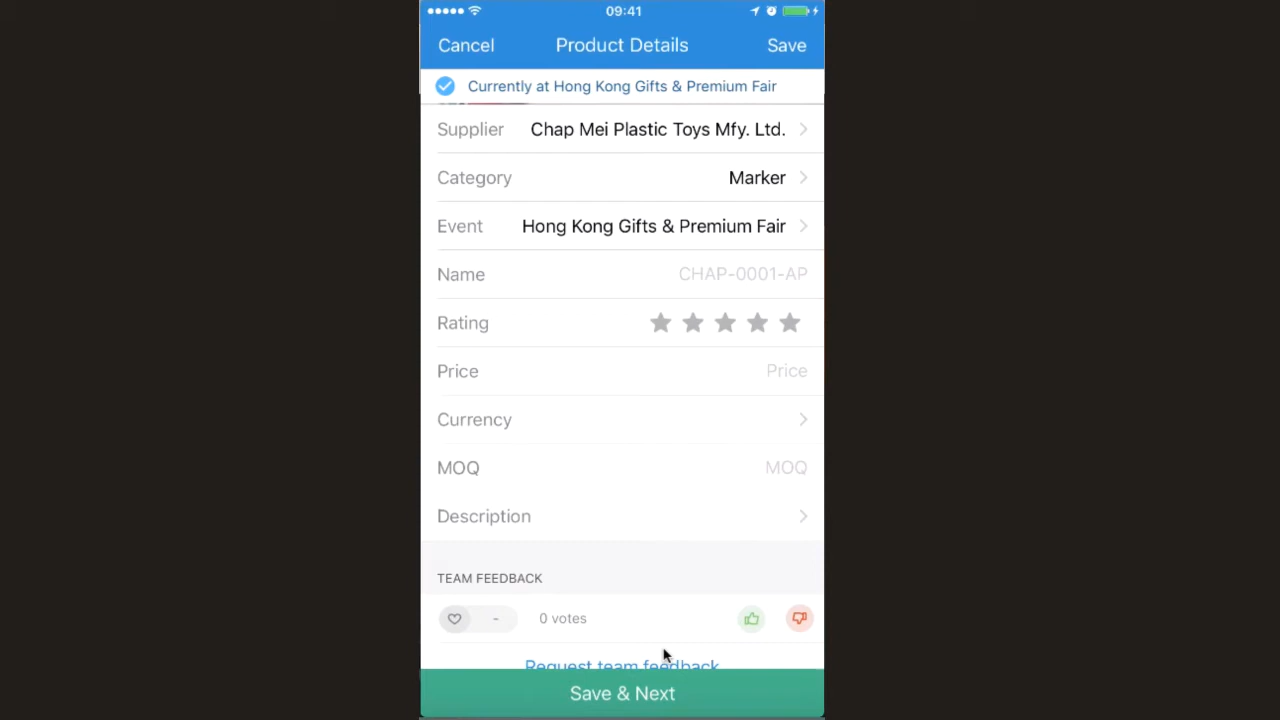 09:41
Cancel Product Details Save
Currently at Hong Kong Gifts & Premium Fair
Supplier Chap Mei Plastic Toys Mfy. Ltd.
Category Marker
Event Hong Kong Gifts & Premium Fair
Name CHAP-0001-AP
Rating
Price Price
Currency
MOQ MOQ
Description
TEAM FEEDBACK
- 0 votes
Request team feedback
Save & Next